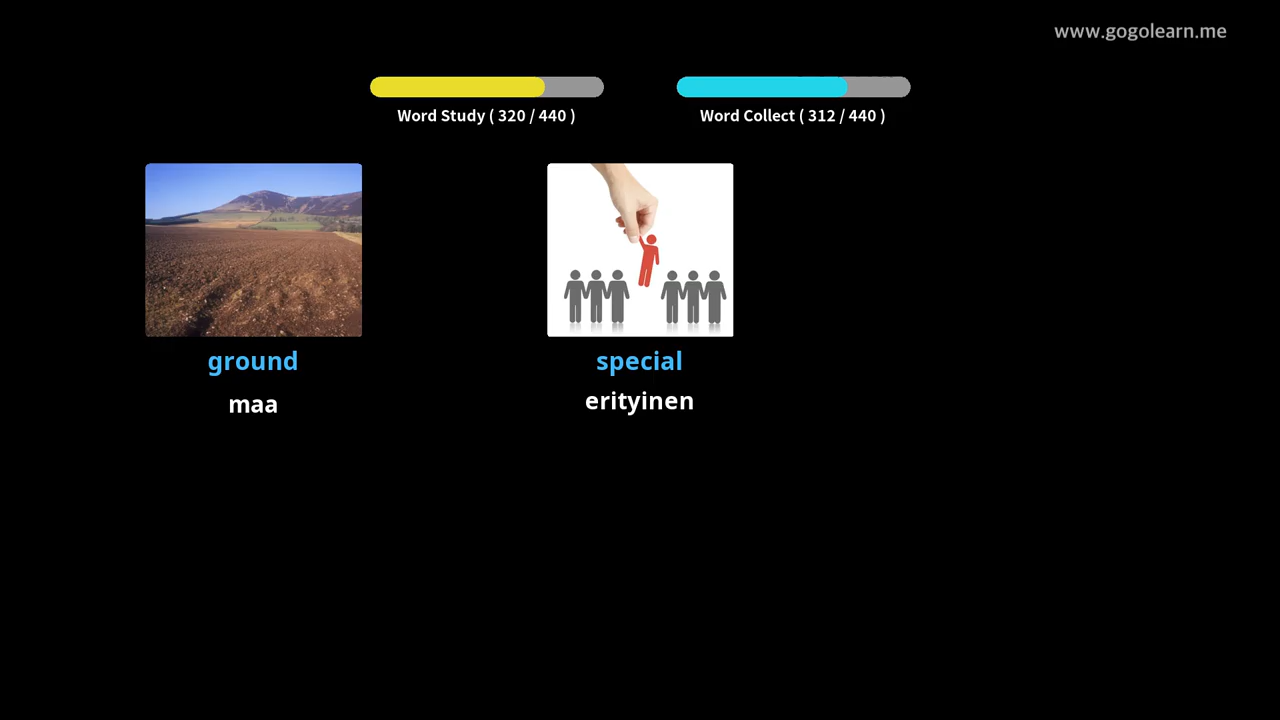 www.gogolearn.me
Word Study ( 320 / 440 )
Word Collect ( 312 / 440 )
ground
maa
special
erityinen